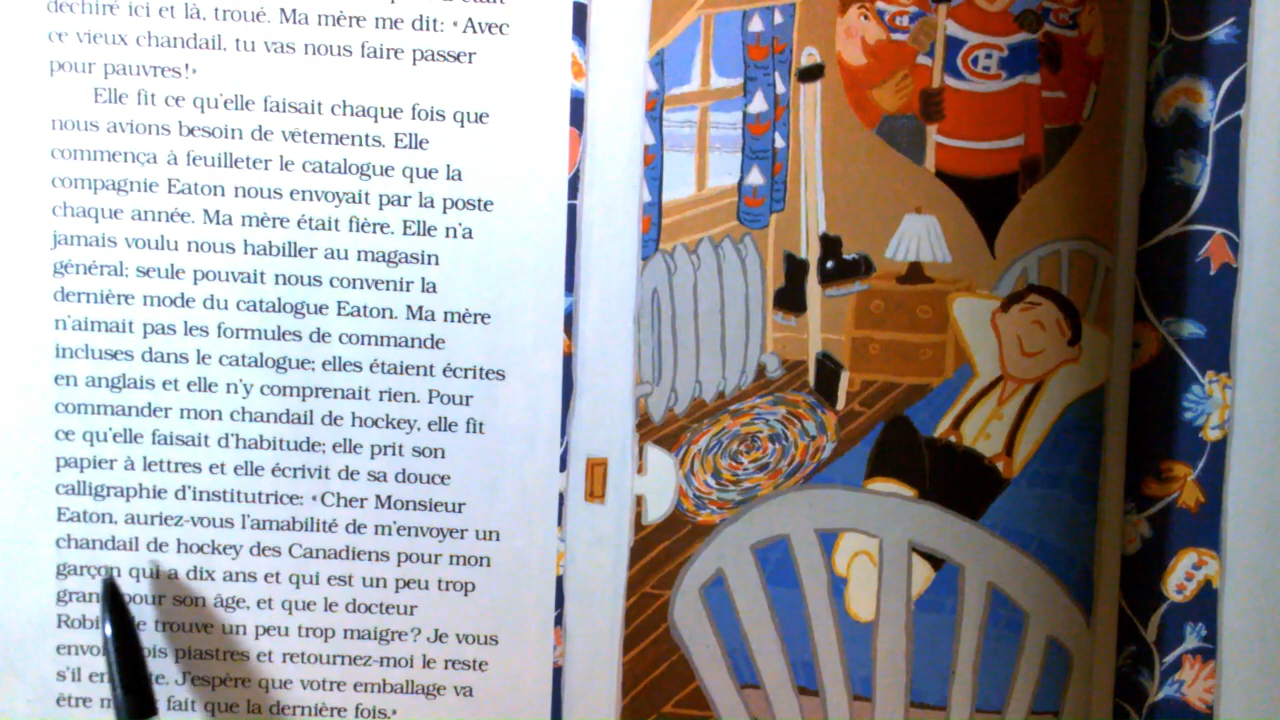 déchiré ici et là, troué. Ma mère me dit: «Avec
ce vieux chandail, tu vas nous faire passer
pour pauvres!»
Elle fit ce qu'elle faisait chaque fois que
nous avions besoin de vêtements. Elle
commença à feuilleter le catalogue que la
compagnie Eaton nous envoyait par la poste
chaque année. Ma mère était fière. Elle n'a
jamais voulu nous habiller au magasin
général; seule pouvait nous convenir la
dernière mode du catalogue Eaton. Ma mère
n'aimait pas les formules de commande
incluses dans le catalogue; elles étaient écrites
en anglais et elle n'y comprenait rien. Pour
commander mon chandail de hockey, elle fit
ce qu'elle faisait d'habitude; elle prit son
papier à lettres et elle écrivit de sa douce
calligraphie d'institutrice: «Cher Monsieur
Eaton, auriez-vous l'amabilité de m'envoyer un
chandail de hockey des Canadiens pour mon
garçon qui a dix ans et qui est un peu trop
pour son âge, et que le docteur
trouve un peu trop maigre? Je vous
piastres et retournez-moi le reste
s'il en J'espère que votre emballage va
être fait que la dernière fois.»